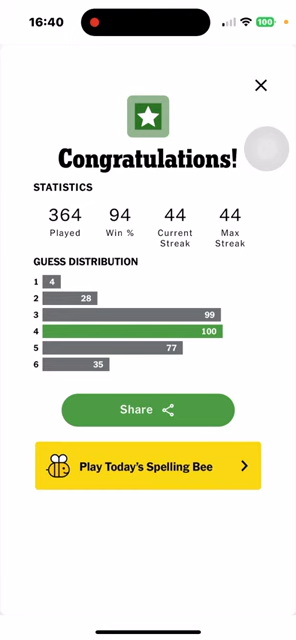 16:40
100
Congratulations!
STATISTICS
364 94 44 44
Played Win % Current Streak Max Streak
GUESS DISTRIBUTION
1 4
2 28
3 99
4 100
5 77
6 35
Share
Play Today's Spelling Bee